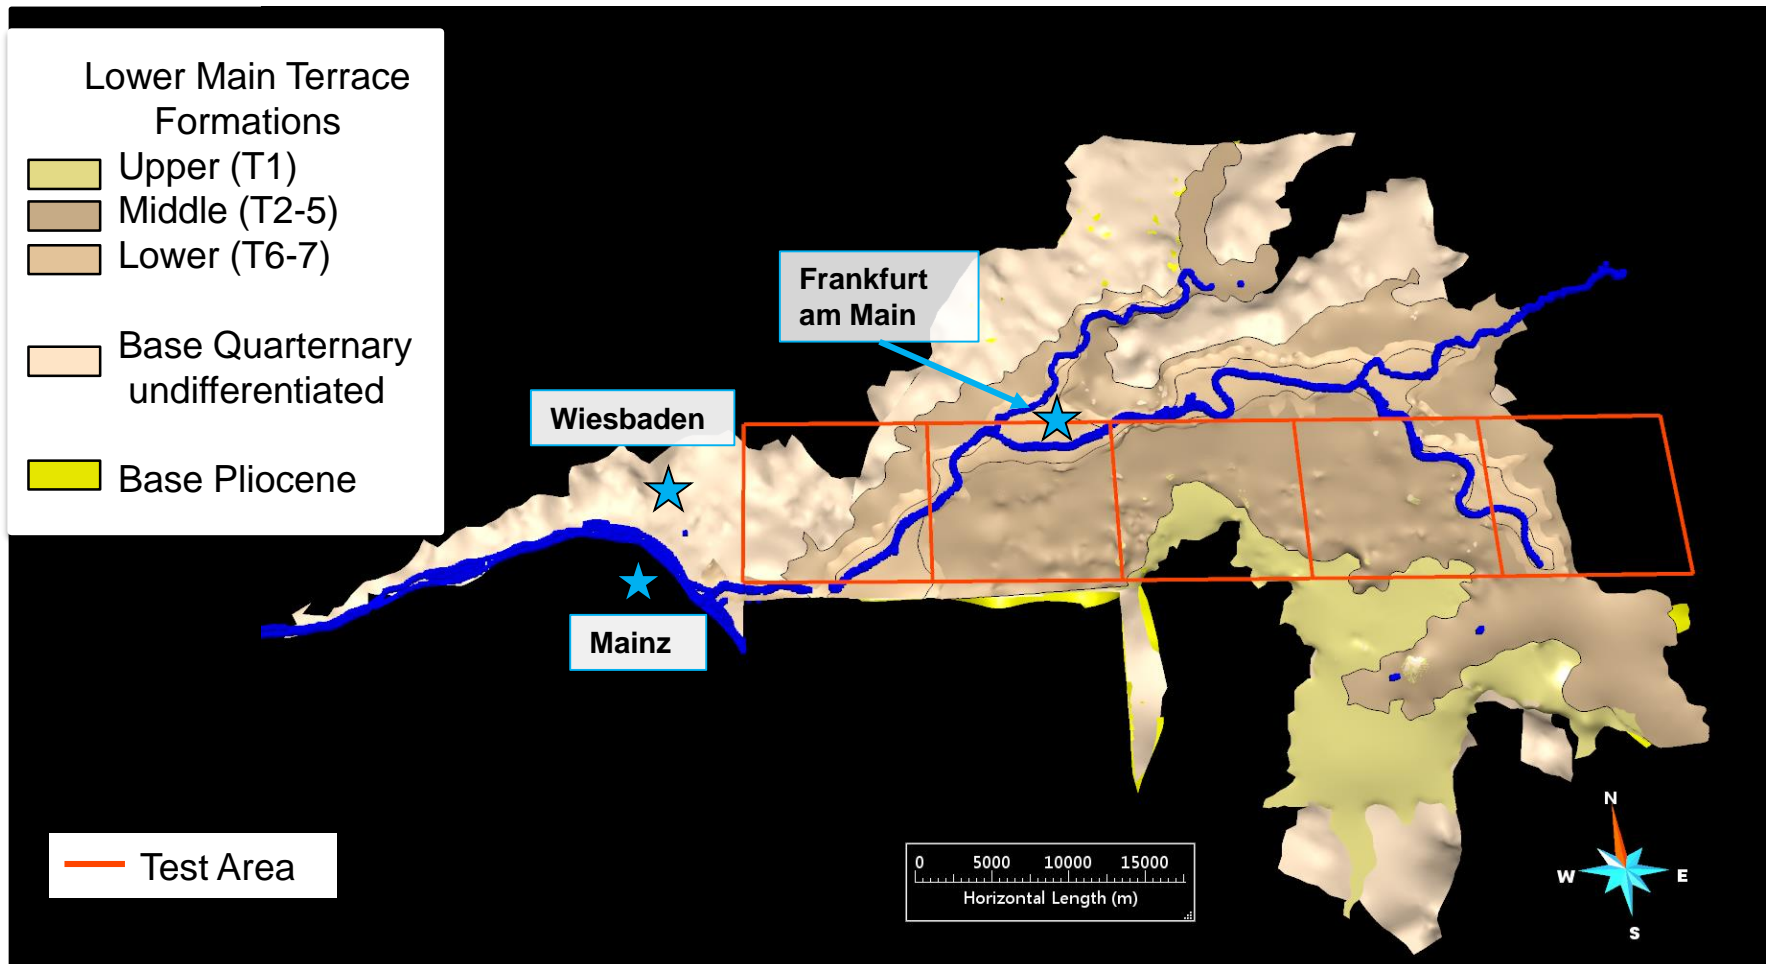 Lower Main Terrace
Formations
Upper (T1)
Middle (T2-5)
Lower (T6-7)
Base Quarternary
undifferentiated
Base Pliocene
Frankfurt
am Main
Wiesbaden
Mainz
Test Area
0 5000 10000 15000
Horizontal Length (m)
N
W E
S